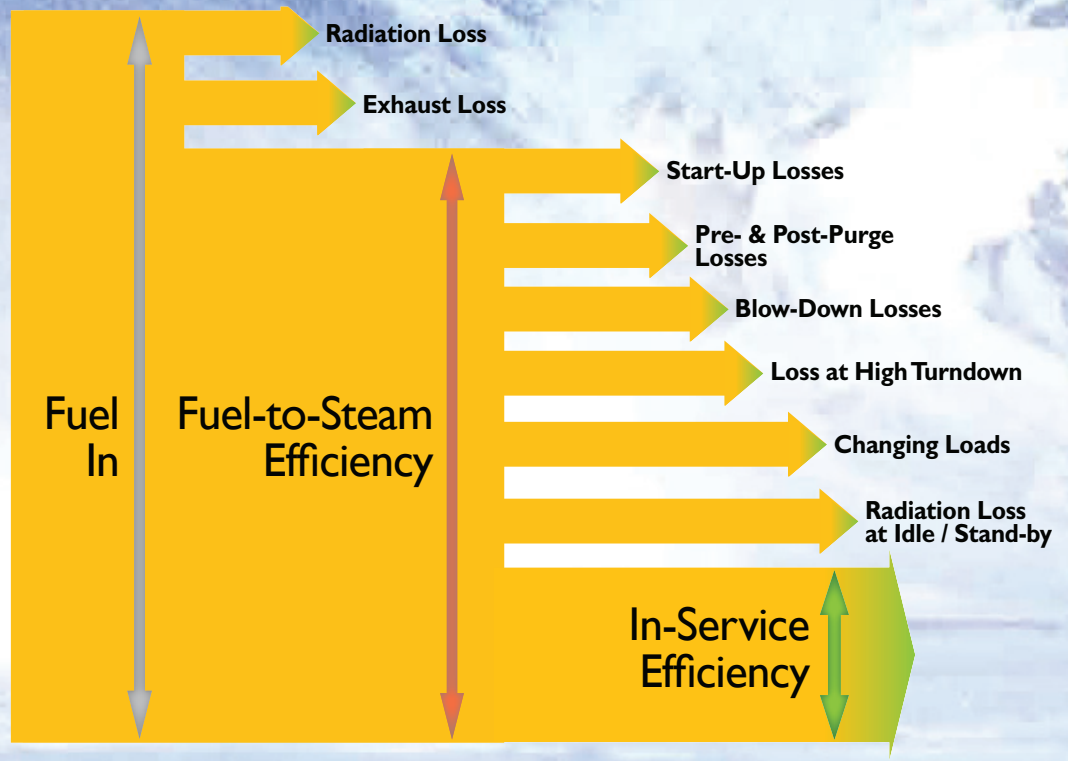 Radiation Loss
Exhaust Loss
Start-Up Losses
Pre- & Post-Purge
Losses
Blow-Down Losses
Loss at High Turndown
Fuel
In
Fuel-to-Steam
Efficiency
Changing Loads
Radiation Loss
at Idle / Stand-by
In-Service
Efficiency